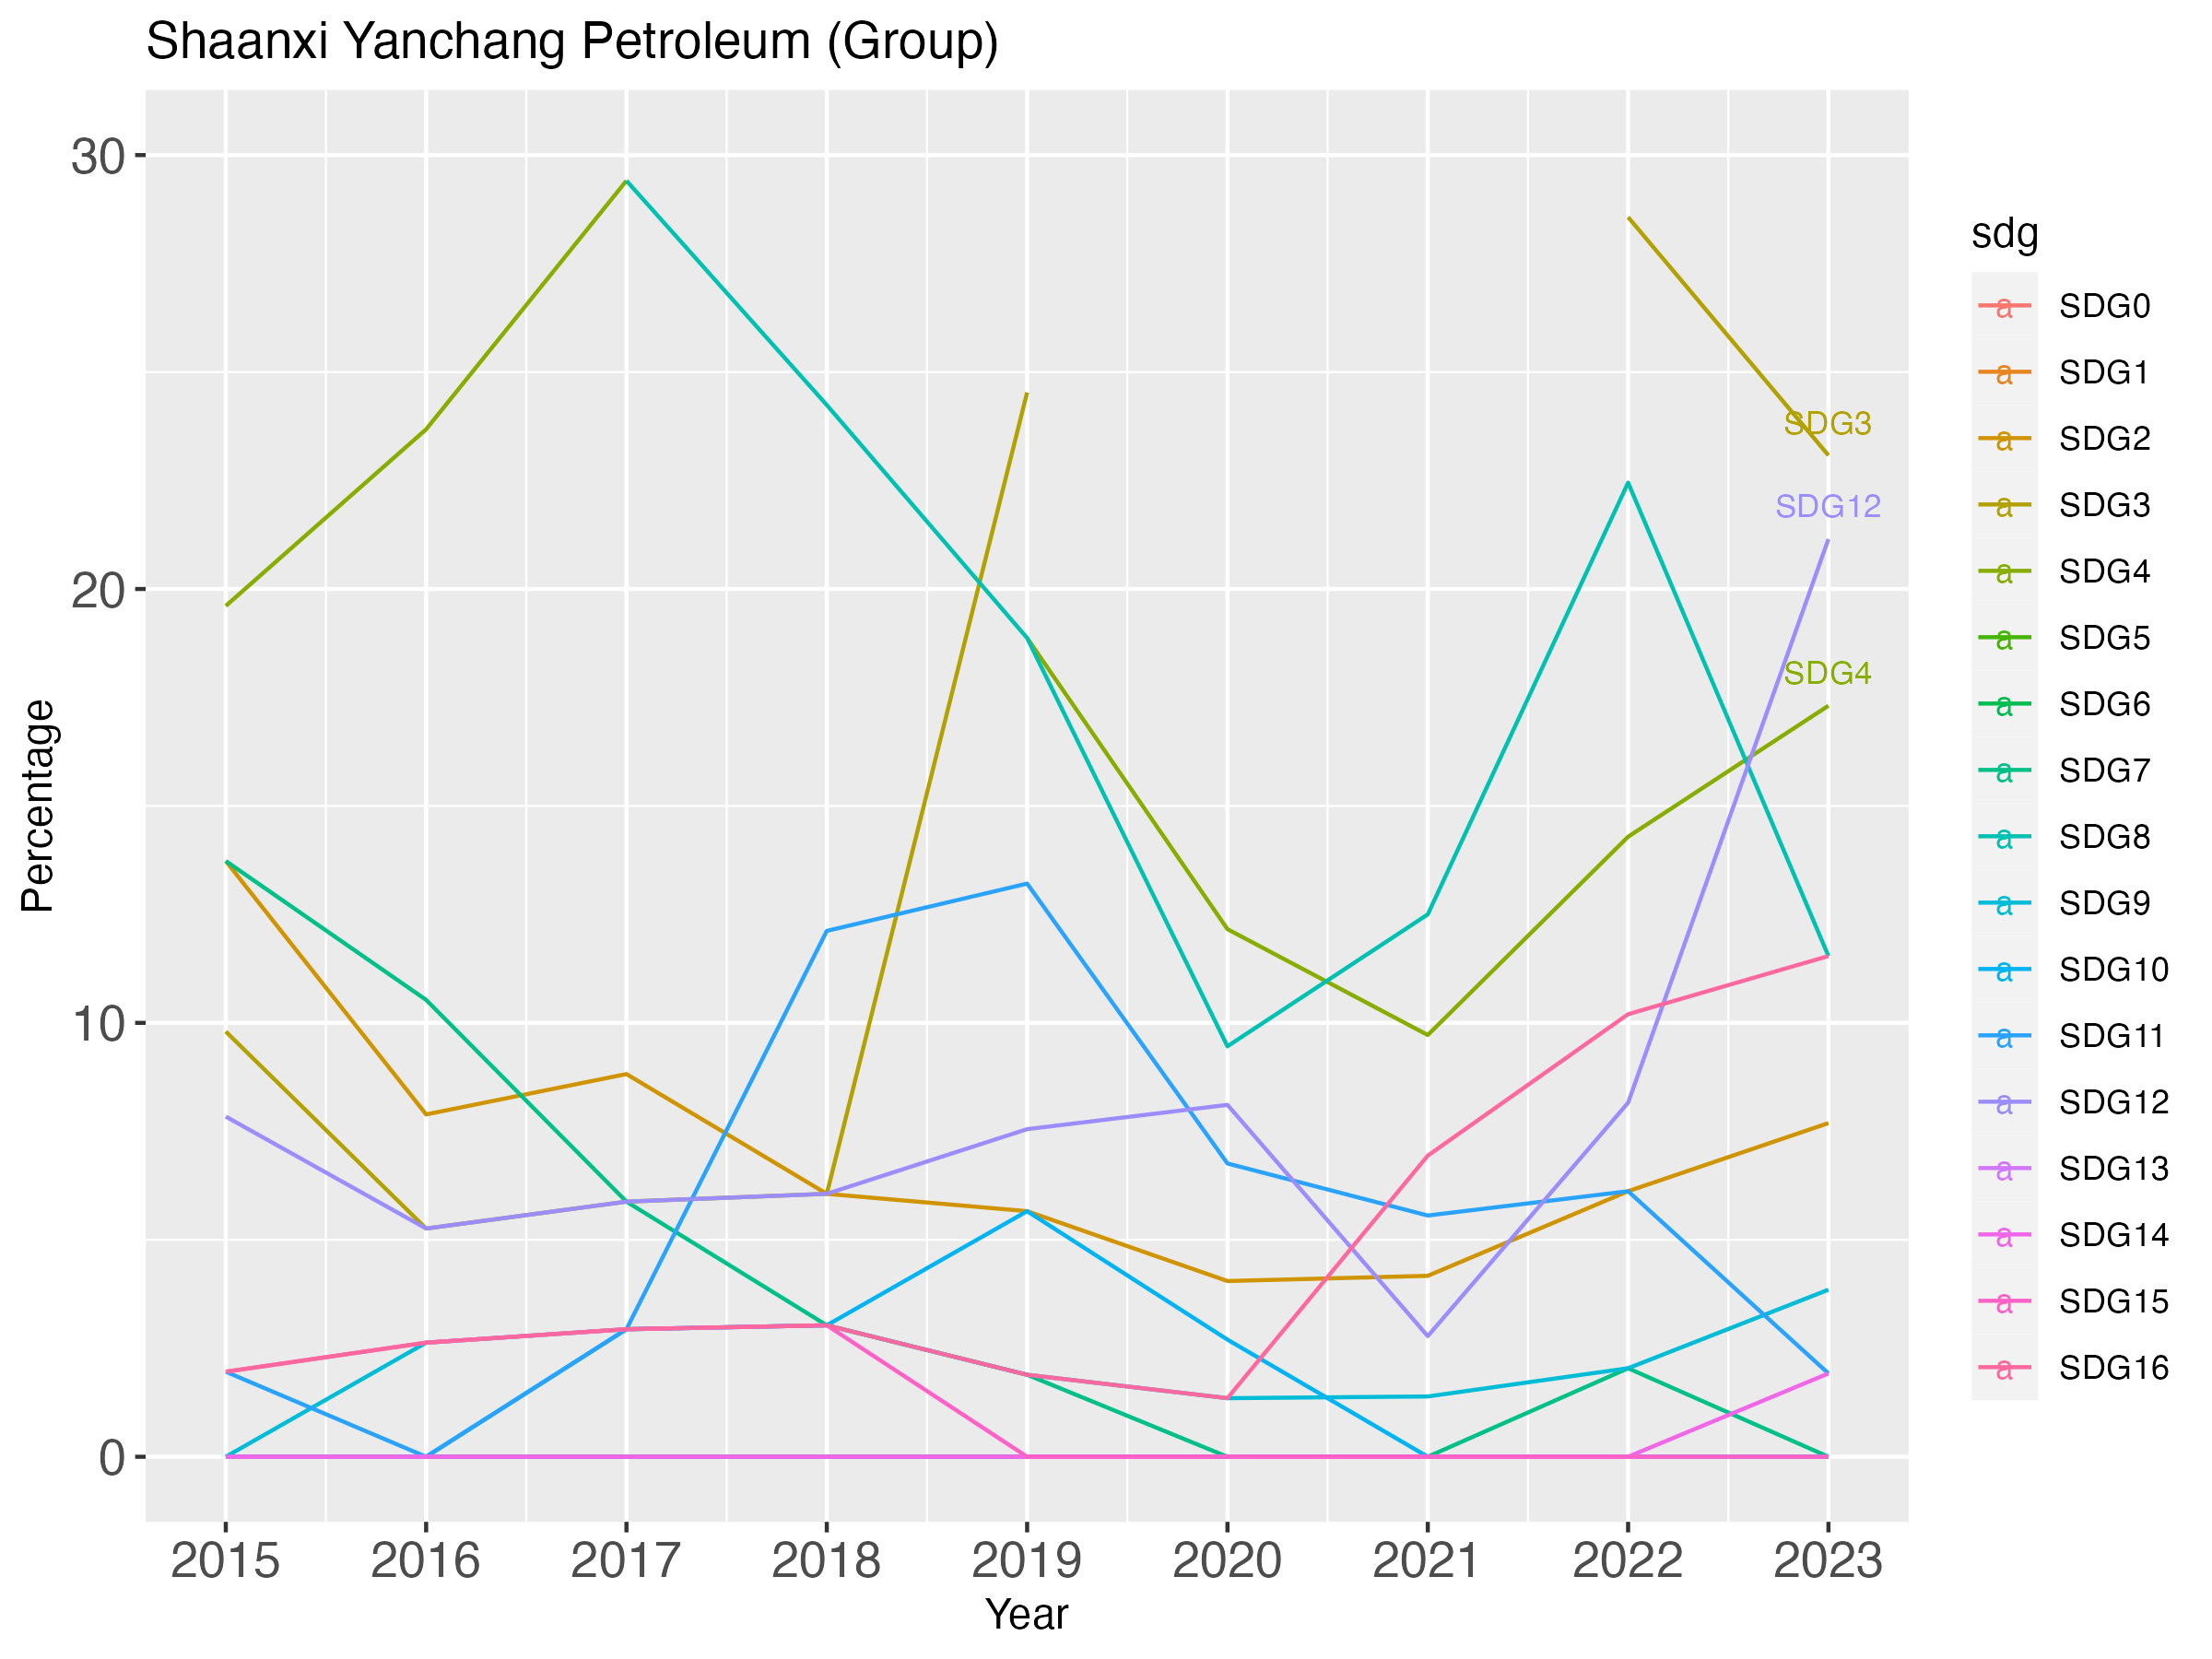 Shaanxi Yanchang Petroleum (Group)
30
20
10
0
Percentage
SDG3
SDG12
SDG4
2015 2016 2017 2018 2019 2020 2021 2022 2023
Year
sdg
a SDG0
a SDG1
a SDG2
a SDG3
a SDG4
a SDG5
a SDG6
a SDG7
a SDG8
a SDG9
a SDG10
a SDG11
a SDG12
a SDG13
a SDG14
a SDG15
a SDG16